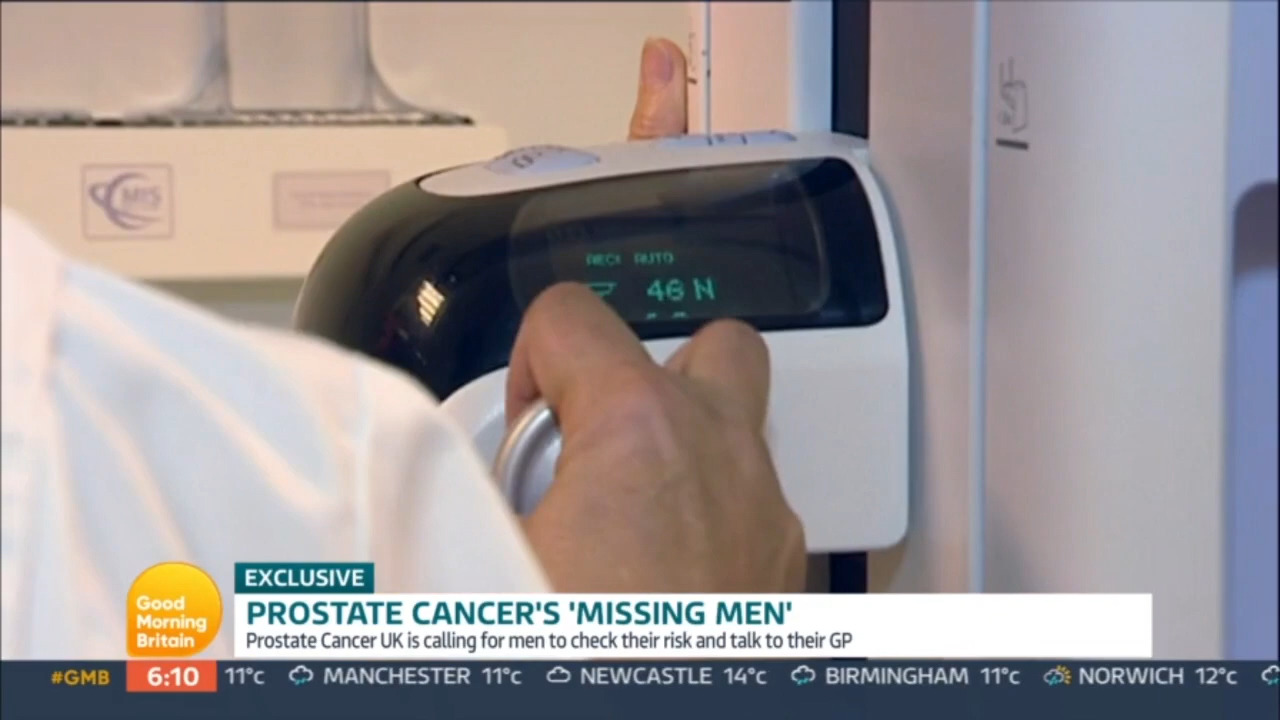 MIS
RECI AUTO
46 N
EXCLUSIVE
PROSTATE CANCER'S 'MISSING MEN'
Prostate Cancer UK is calling for men to check their risk and talk to their GP
Good
Morning
Britain
#GMB 6:10 11°c MANCHESTER 11°c NEWCASTLE 14°c BIRMINGHAM 11°c NORWICH 12°c